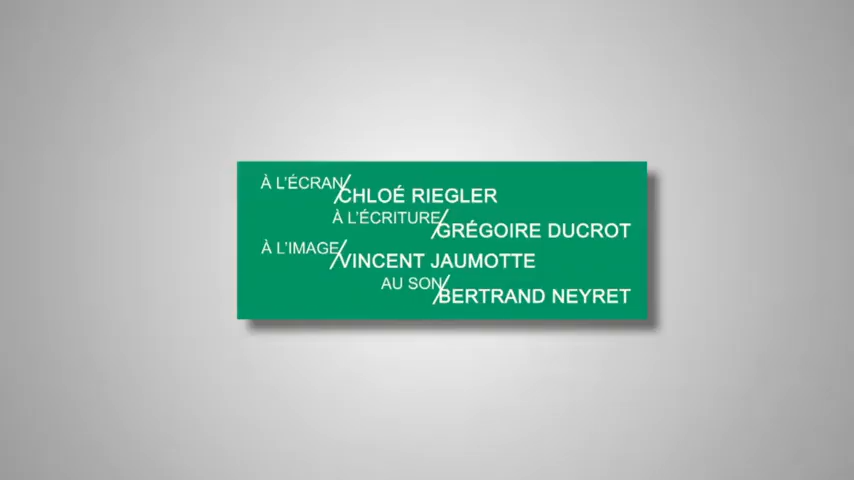 À L'ÉCRAN/CHLOÉ RIEGLER
À L'ÉCRITURE/GRÉGOIRE DUCROT
À L'IMAGE/VINCENT JAUMOTTE
AU SON/BERTRAND NEYRET